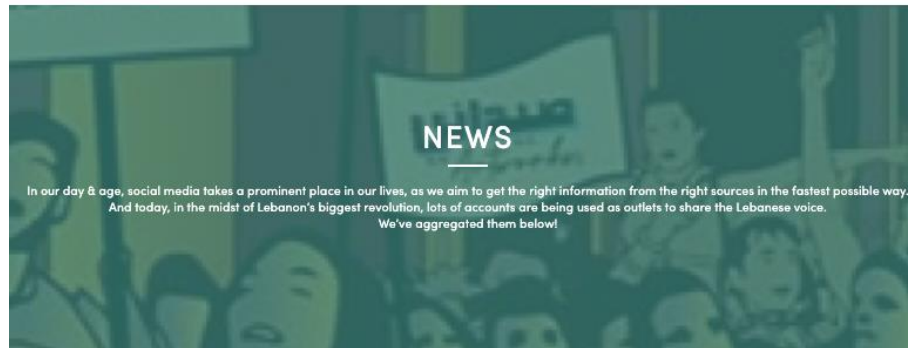 NEWS
In our day & age, social media takes a prominent place in our lives, as we aim to get the right information from the right sources in the fastest possible way.
And today, in the midst of Lebanon's biggest revolution, lots of accounts are being used as outlets to share the Lebanese voice.
We've aggregated them below!